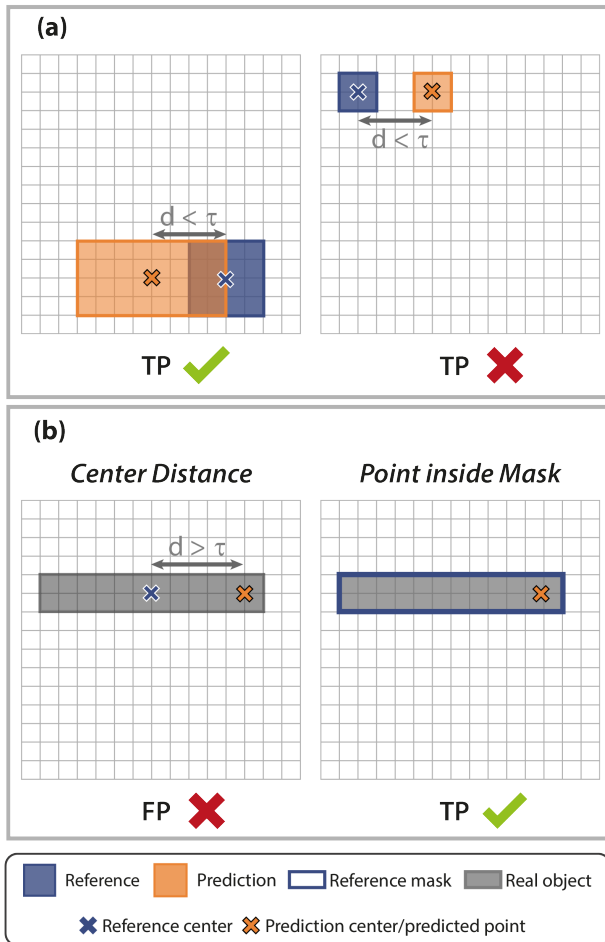 (a)
d < τ
d < τ
TP
TP
(b)
Center Distance
Point inside Mask
d > τ
FP
TP
Reference
Prediction
Reference mask
Real object
Reference center
Prediction center/predicted point